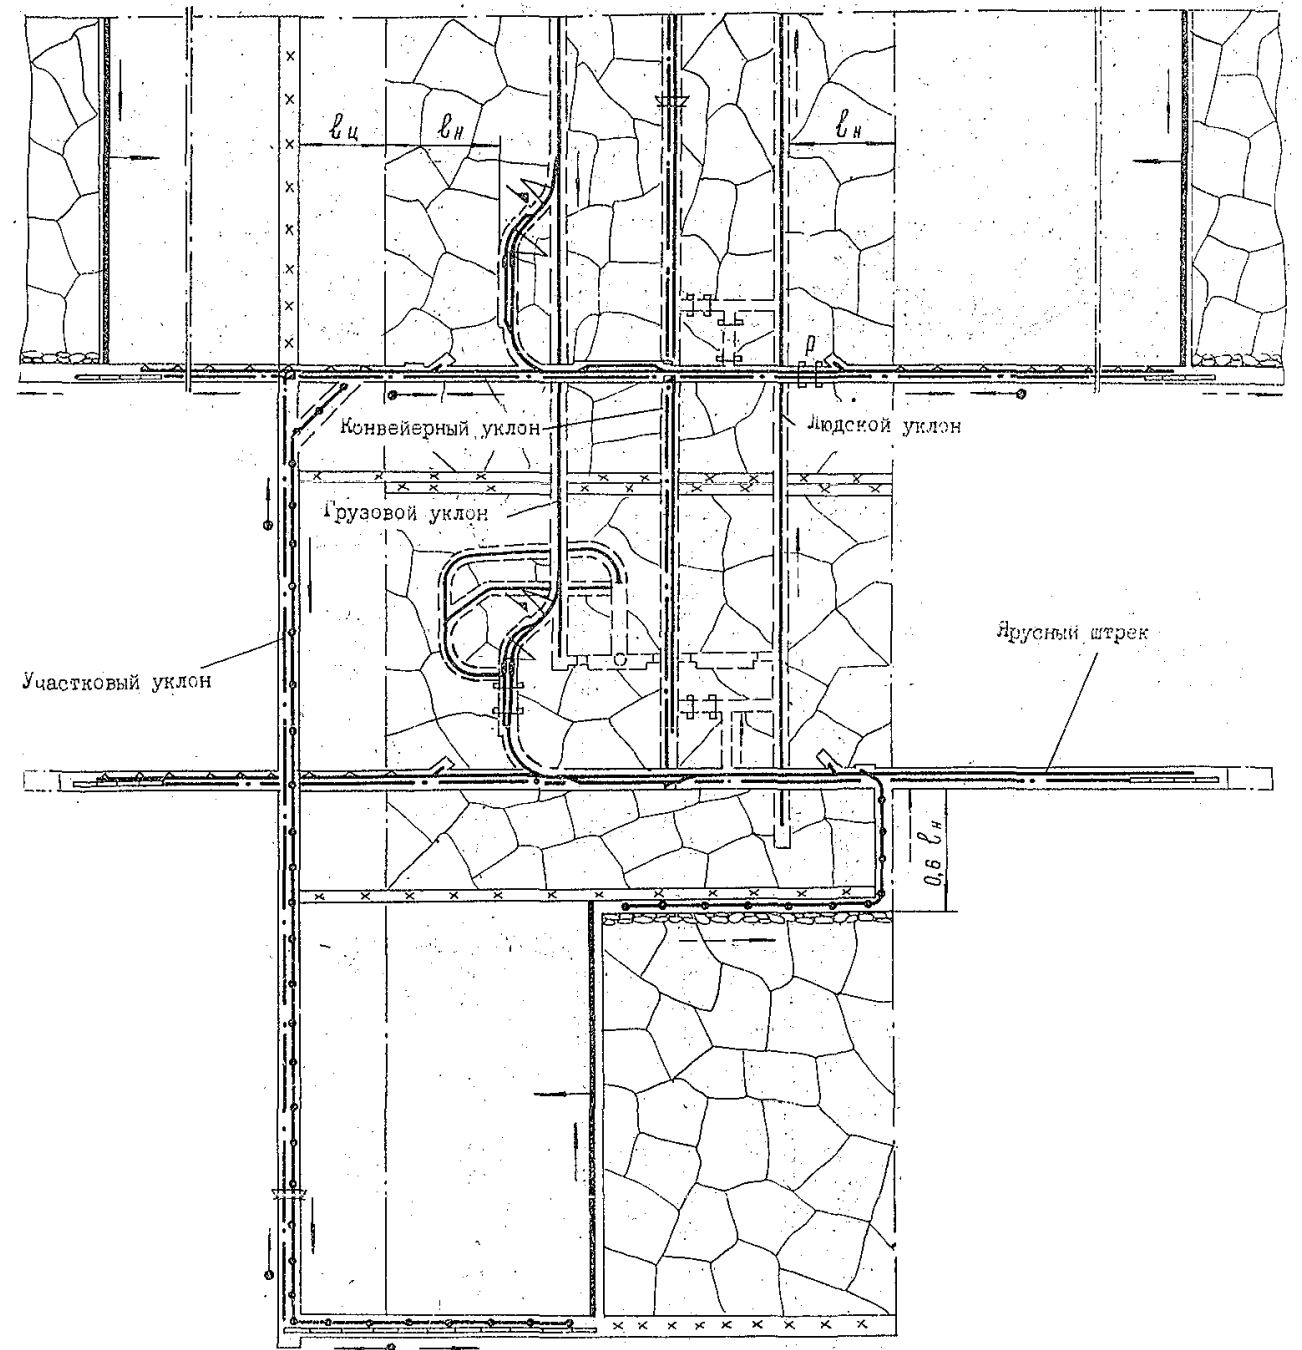 ℓц ℓн ℓн
р
Конвейерный уклон
Людской уклон
Грузовой уклон
Ярусный штрек
Участковый уклон
0,6 ℓн